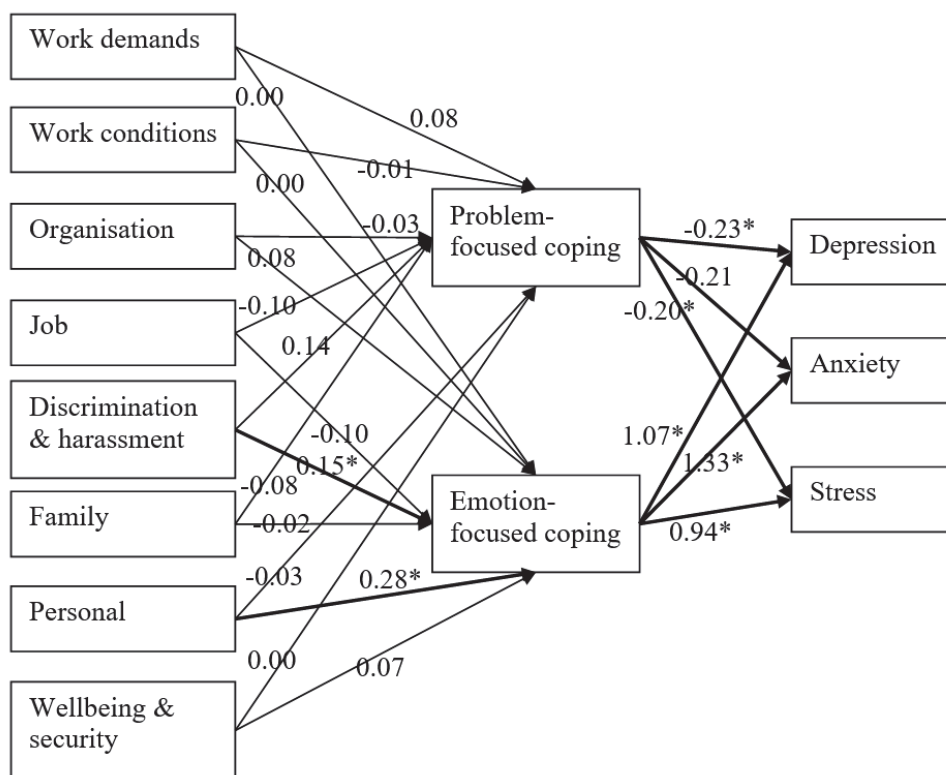 Work demands
0.00
0.08
Work conditions
0.00
-0.01
Organisation
-0.03
0.08
Problem-
focused coping
-0.23*
Depression
-0.21
-0.20*
Job
-0.10
0.14
Anxiety
Discrimination
& harassment
-0.10
0.15*
1.07*
1.33*
-0.08
Family
-0.02
Emotion-
focused coping
Stress
0.94*
Personal
-0.03
0.28*
0.00
0.07
Wellbeing &
security